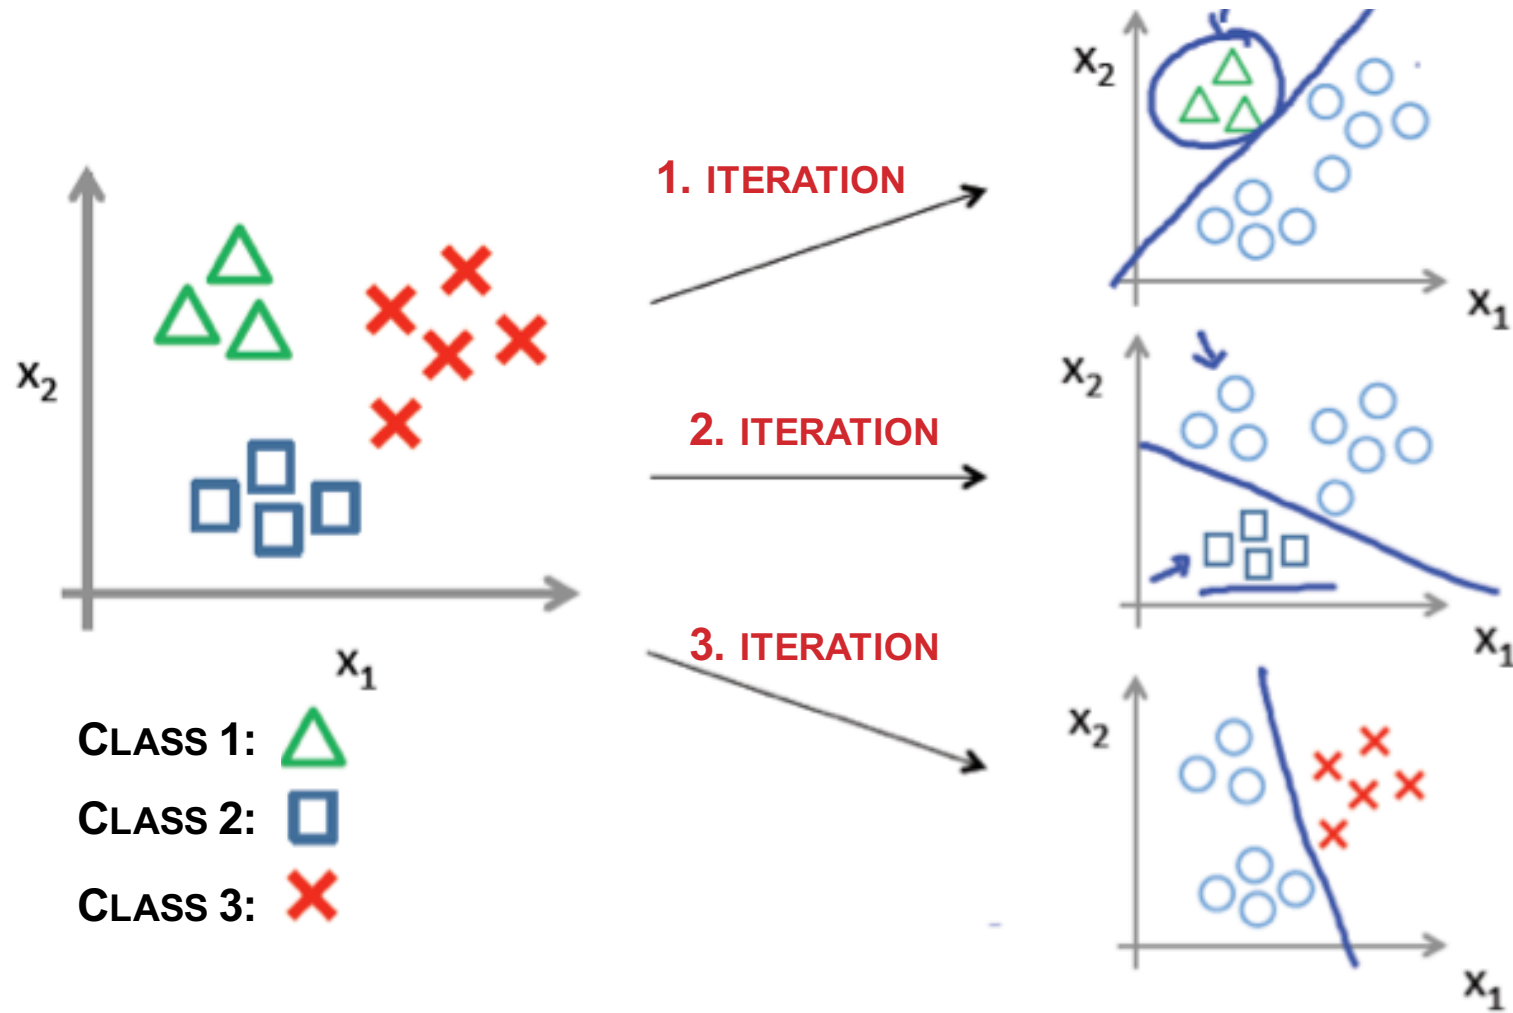 x2
x1
CLASS 1:
CLASS 2:
CLASS 3:
1. ITERATION
2. ITERATION
3. ITERATION
x2
x1
x2
x1
x2
x1